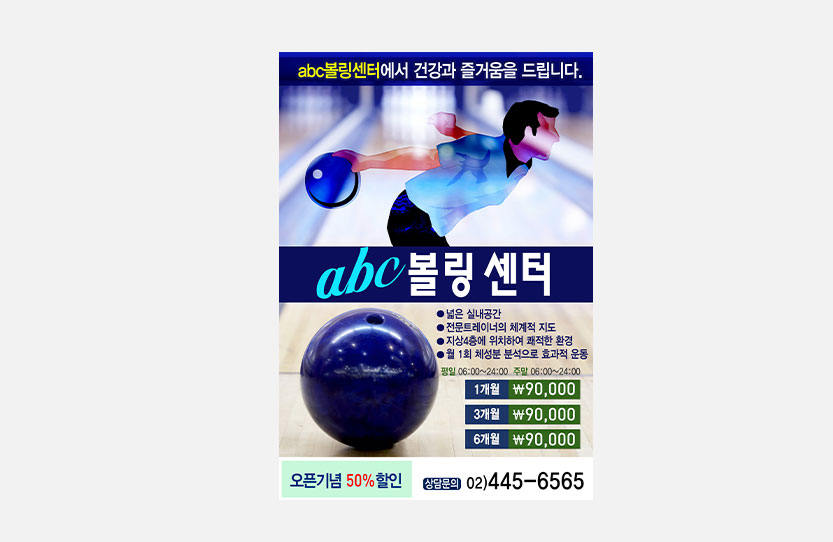 abc볼링센터에서 건강과 즐거움을 드립니다.
abc볼링 센터
● 넓은 실내공간
● 전문트레이너의 체계적 지도
● 지상4층에 위치하여 쾌적한 환경
● 월 1회 체성분 분석으로 효과적 운동
평일 06:00~24:00 주말 06:00~24:00
1개월 ₩90,000
3개월 ₩90,000
6개월 ₩90,000
오픈기념 50%할인 상담문의 02)445-6565